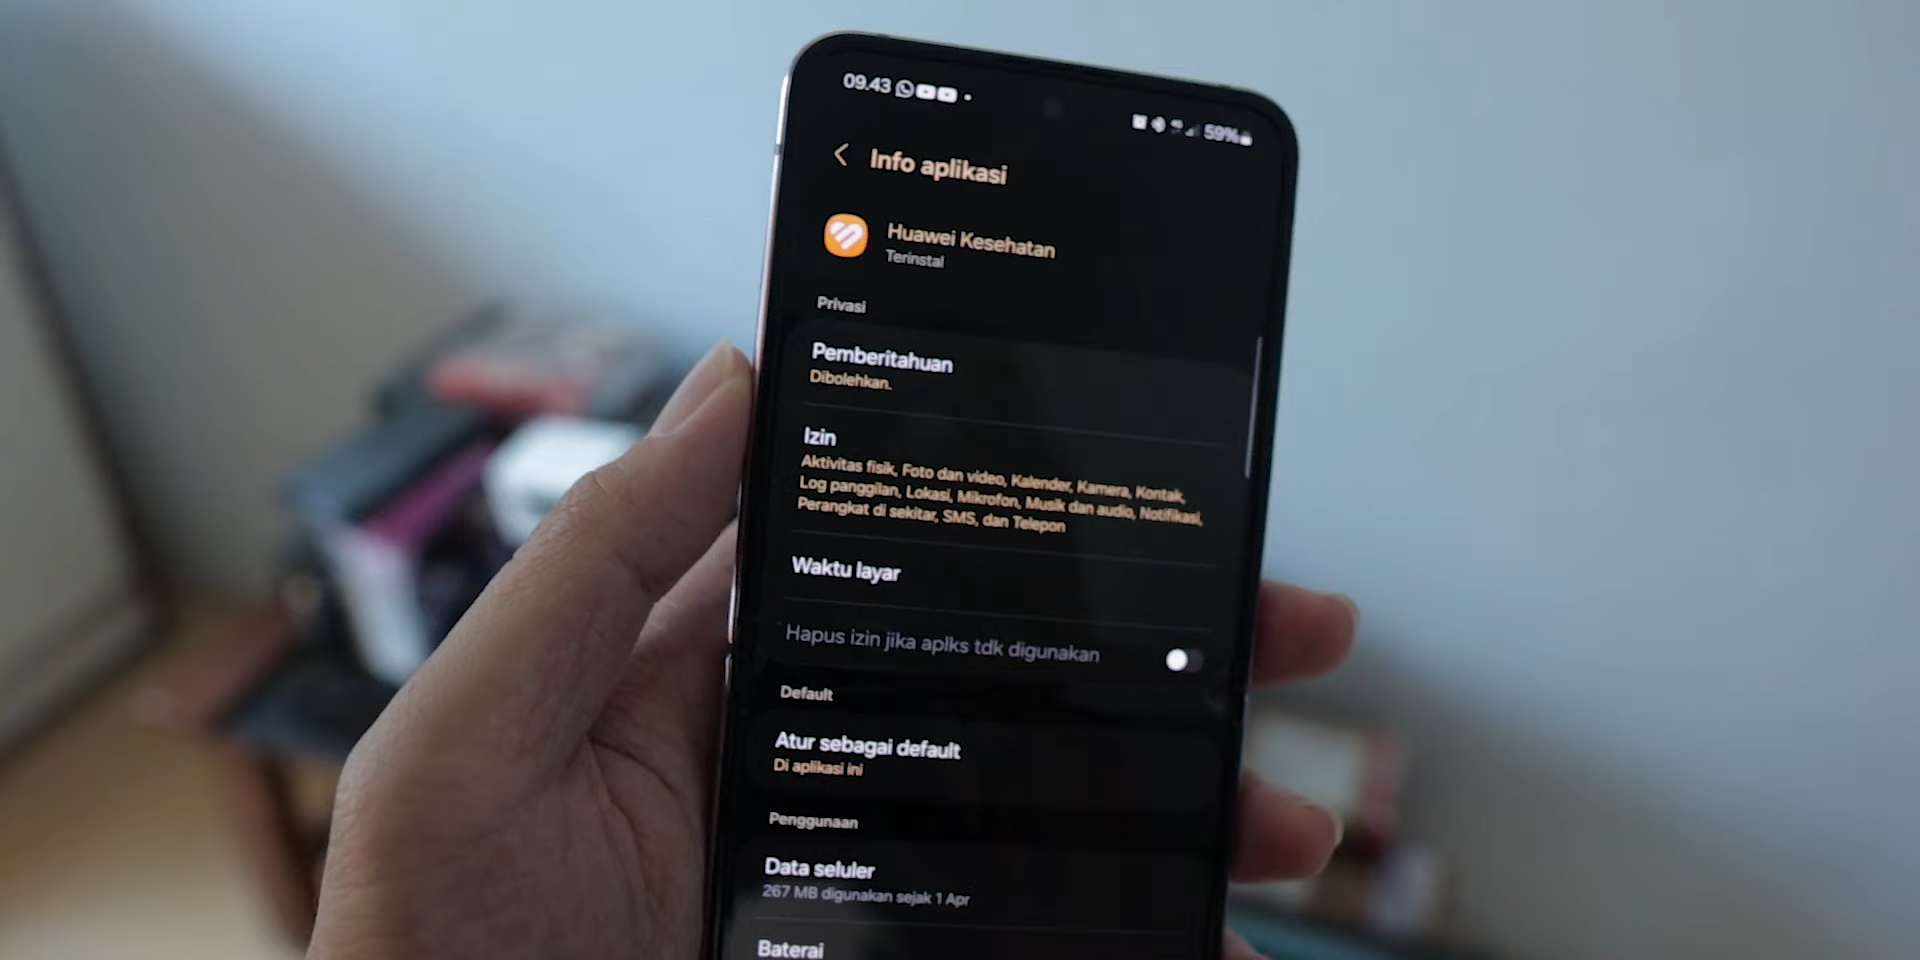 09.43
59%
Info aplikasi
Huawei Kesehatan
Terinstal
Privasi
Pemberitahuan
Dibolehkan.
Izin
Aktivitas fisik, Foto dan video, Kalender, Kamera, Kontak,
Log panggilan, Lokasi, Mikrofon, Musik dan audio, Notifikasi,
Perangkat di sekitar, SMS, dan Telepon
Waktu layar
Hapus izin jika aplks tdk digunakan
Default
Atur sebagai default
Di aplikasi ini
Penggunaan
Data seluler
267 MB digunakan sejak 1 Apr
Baterai